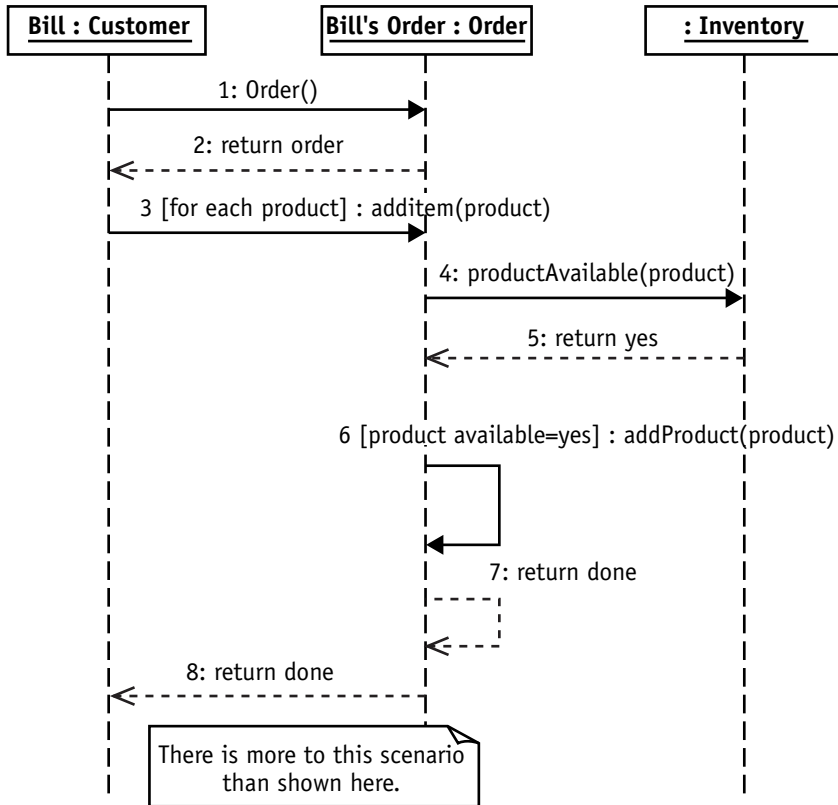 Bill : Customer
Bill's Order : Order
: Inventory
1: Order()
2: return order
3 [for each product] : additem(product)
4: productAvailable(product)
5: return yes
6 [product available=yes] : addProduct(product)
7: return done
8: return done
There is more to this scenario
than shown here.